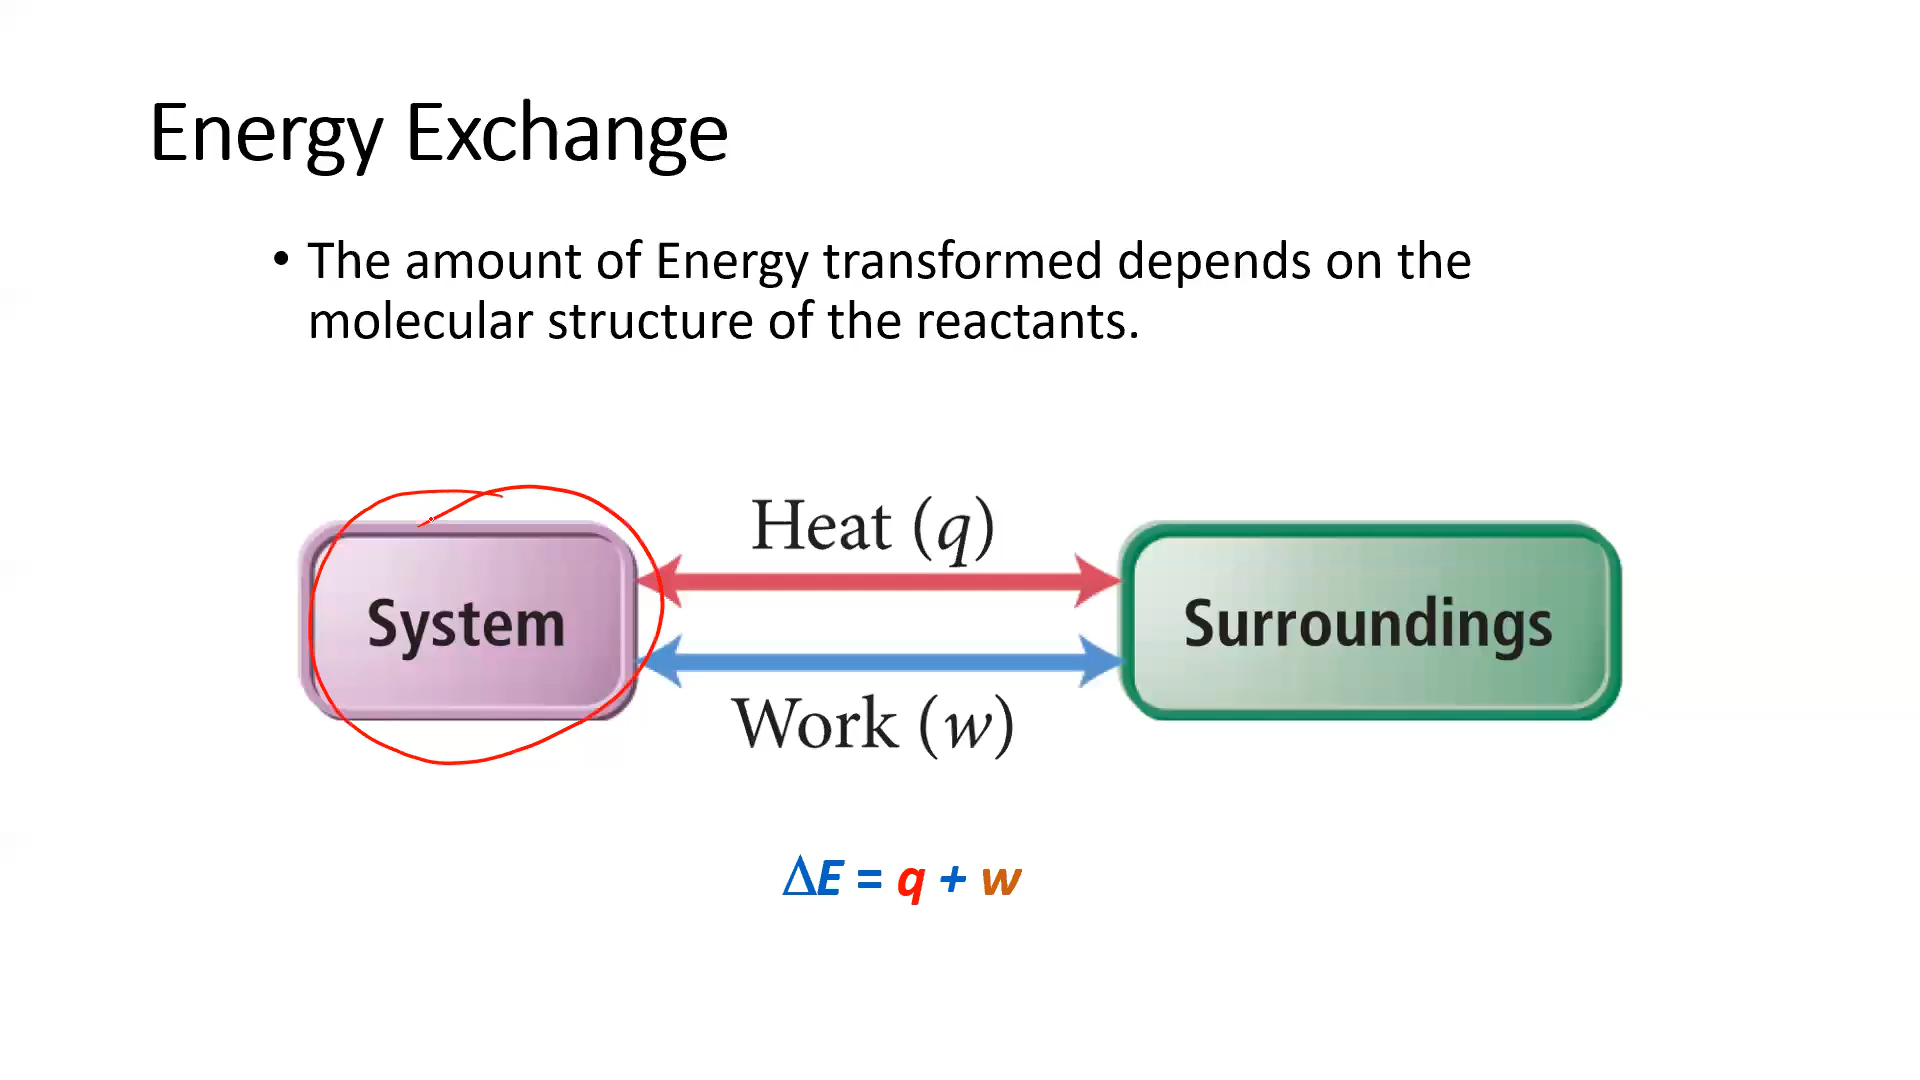 Energy Exchange
• The amount of Energy transformed depends on the
molecular structure of the reactants.
Heat (q)
System
Surroundings
Work (w)
ΔE = q + w